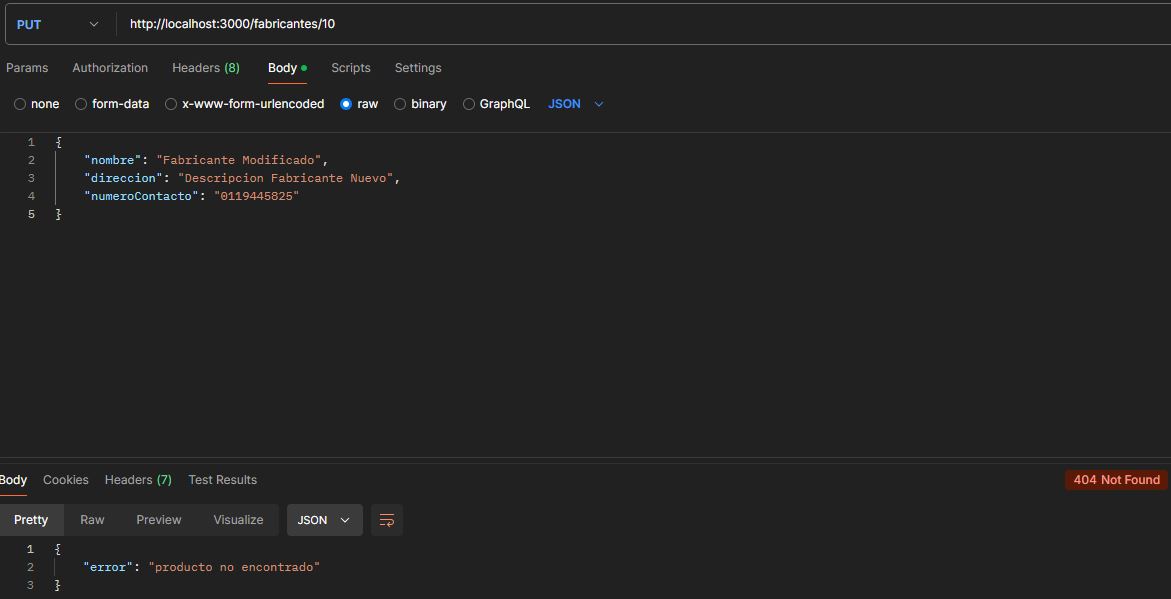 PUT http://localhost:3000/fabricantes/10
Params Authorization Headers (8) Body Scripts Settings
none form-data x-www-form-urlencoded raw binary GraphQL JSON
1 {
2 "nombre": "Fabricante Modificado",
3 "direccion": "Descripcion Fabricante Nuevo",
4 "numeroContacto": "0119445825"
5 }
Body Cookies Headers (7) Test Results 404 Not Found
Pretty Raw Preview Visualize JSON
1 {
2 "error": "producto no encontrado"
3 }